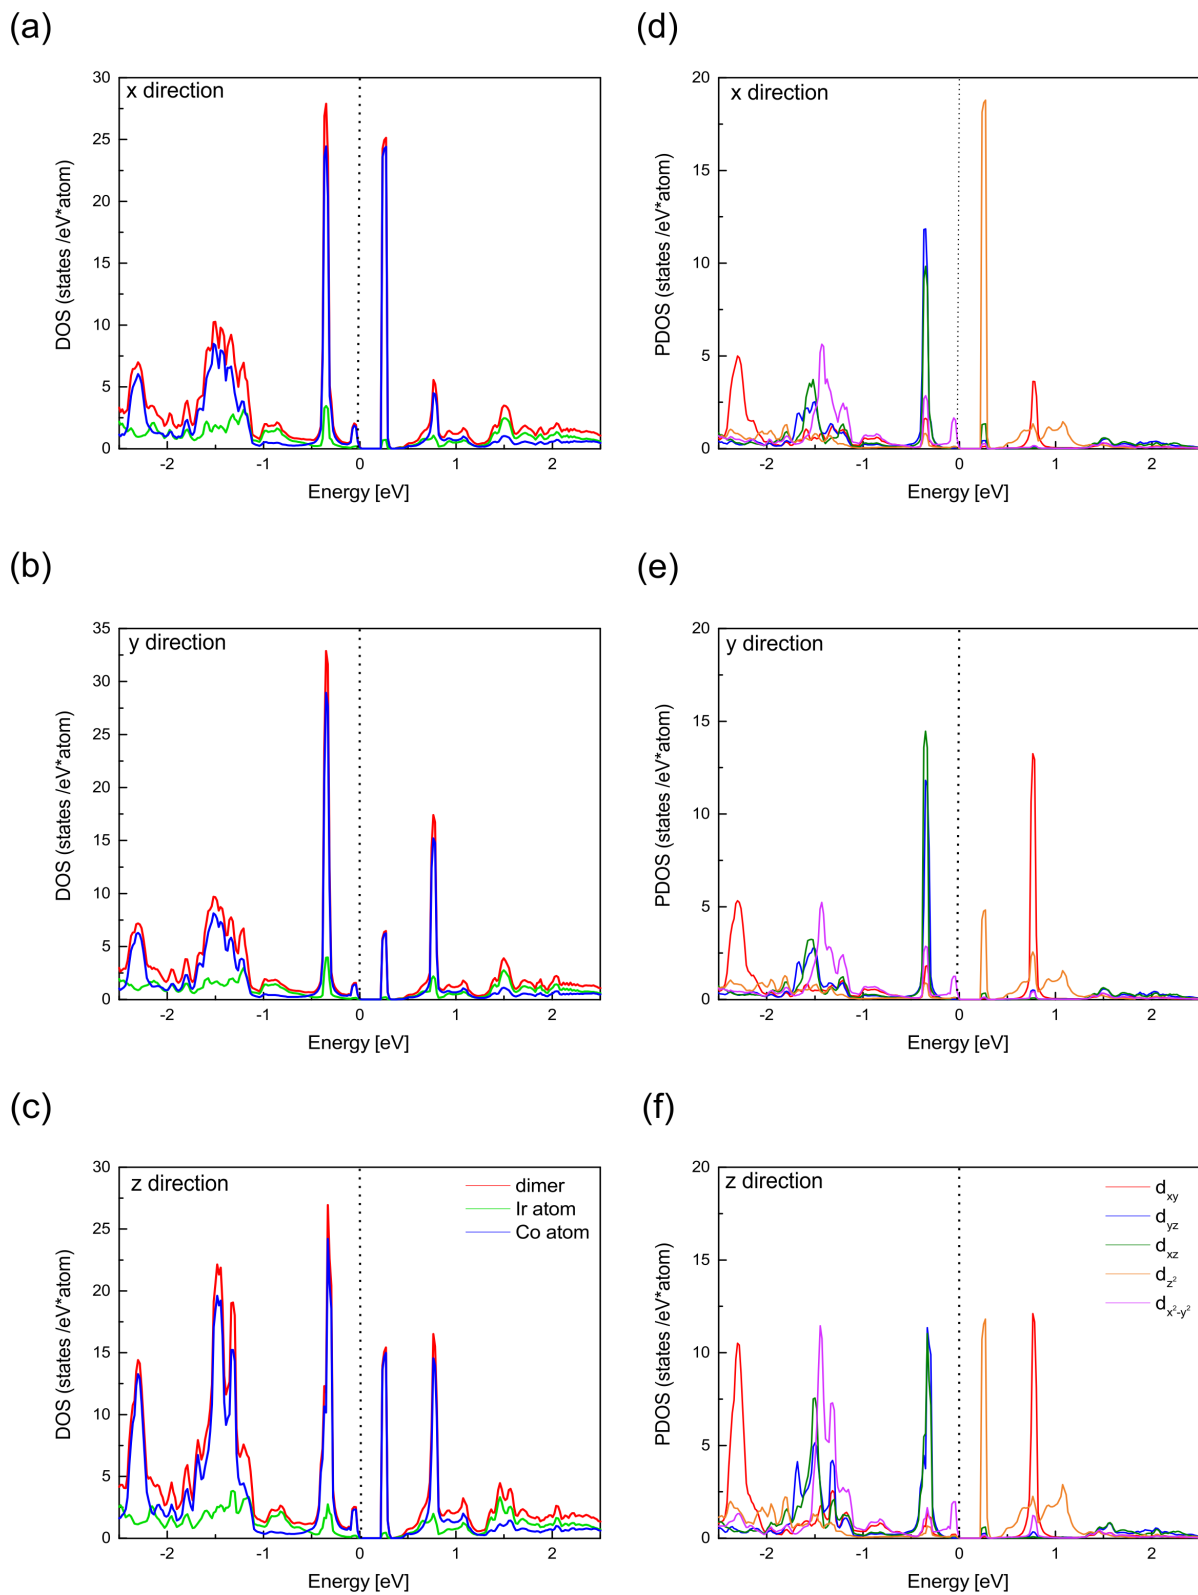 (a)
x direction
DOS (states /eV*atom)
30
25
20
15
10
5
0
-2
-1
0
1
2
Energy [eV]
(d)
x direction
PDOS (states /eV*atom)
20
15
10
5
0
-2
-1
0
1
2
Energy [eV]
(b)
y direction
DOS (states /eV*atom)
35
30
25
20
15
10
5
0
-2
-1
0
1
2
Energy [eV]
(e)
y direction
PDOS (states /eV*atom)
20
15
10
5
0
-2
-1
0
1
2
Energy [eV]
(c)
z direction
dimer
Ir atom
Co atom
DOS (states /eV*atom)
30
25
20
15
10
5
0
-2
-1
0
1
2
Energy [eV]
(f)
z direction
d_xy
d_yz
d_xz
d_z²
d_x²-y²
PDOS (states /eV*atom)
20
15
10
5
0
-2
-1
0
1
2
Energy [eV]